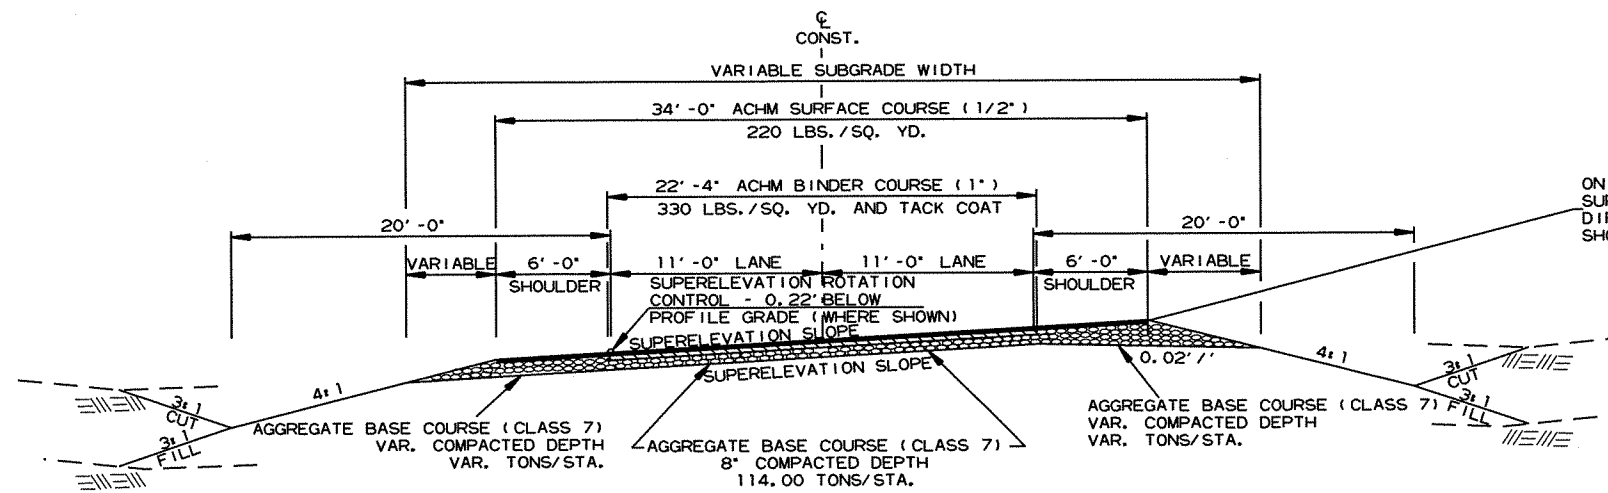 ℄
CONST.
VARIABLE SUBGRADE WIDTH
34'-0" ACHM SURFACE COURSE (1/2")
220 LBS./SQ. YD.
22'-4" ACHM BINDER COURSE (1")
330 LBS./SQ. YD. AND TACK COAT
ON
SU
DI
SH
20'-0"
20'-0"
VARIABLE
6'-0"
SHOULDER
11'-0" LANE
11'-0" LANE
6'-0"
SHOULDER
VARIABLE
SUPERELEVATION ROTATION
CONTROL - 0.22' BELOW
PROFILE GRADE (WHERE SHOWN)
SUPERELEVATION SLOPE
SUPERELEVATION SLOPE
0.02'/'
4:1
4:1
3:1
CUT
3:1
FILL
3:1
CUT
3:1
FILL
AGGREGATE BASE COURSE (CLASS 7)
VAR. COMPACTED DEPTH
VAR. TONS/STA.
AGGREGATE BASE COURSE (CLASS 7)
8" COMPACTED DEPTH
114.00 TONS/STA.
AGGREGATE BASE COURSE (CLASS 7)
VAR. COMPACTED DEPTH
VAR. TONS/STA.